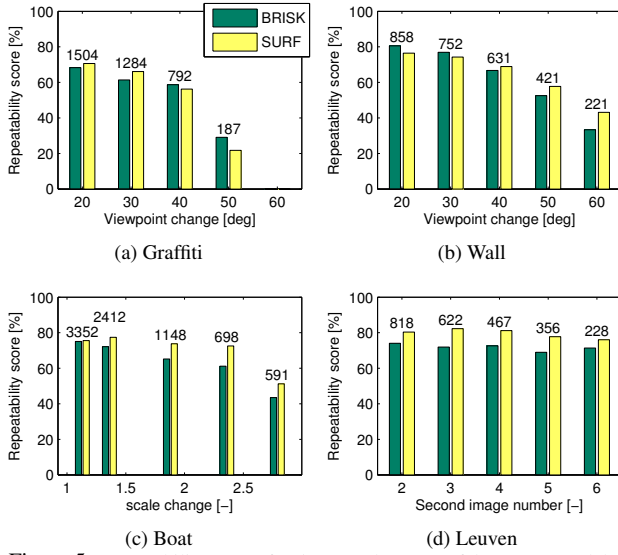 100
80
60
40
20
0
Repeatability score [%]
1504
1284
792
187
20 30 40 50 60
Viewpoint change [deg]
(a) Graffiti
BRISK
SURF
100
80
60
40
20
0
Repeatability score [%]
858
752
631
421
221
20 30 40 50 60
Viewpoint change [deg]
(b) Wall
100
80
60
40
20
0
Repeatability score [%]
3352
2412
1148
698
591
1 1.5 2 2.5
scale change [–]
(c) Boat
100
80
60
40
20
0
Repeatability score [%]
818
622
467
356
228
2 3 4 5 6
Second image number [–]
(d) Leuven